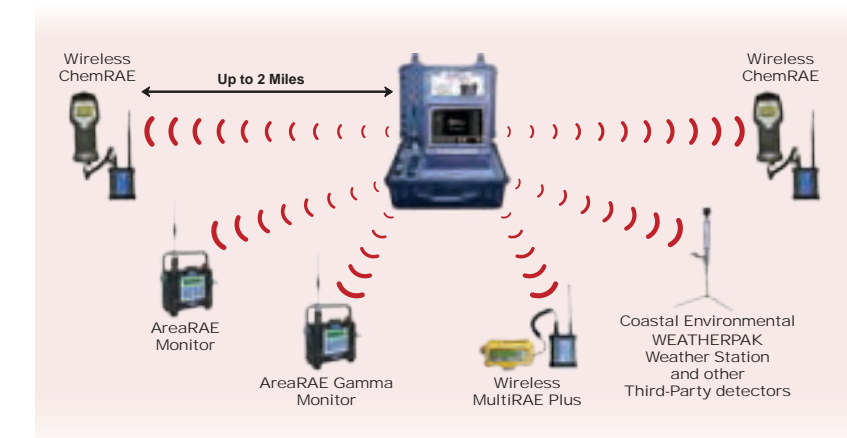 Wireless
ChemRAE
Up to 2 Miles
Wireless
ChemRAE
AreaRAE
Monitor
AreaRAE Gamma
Monitor
Wireless
MultiRAE Plus
Coastal Environmental
WEATHERPAK
Weather Station
and other
Third-Party detectors